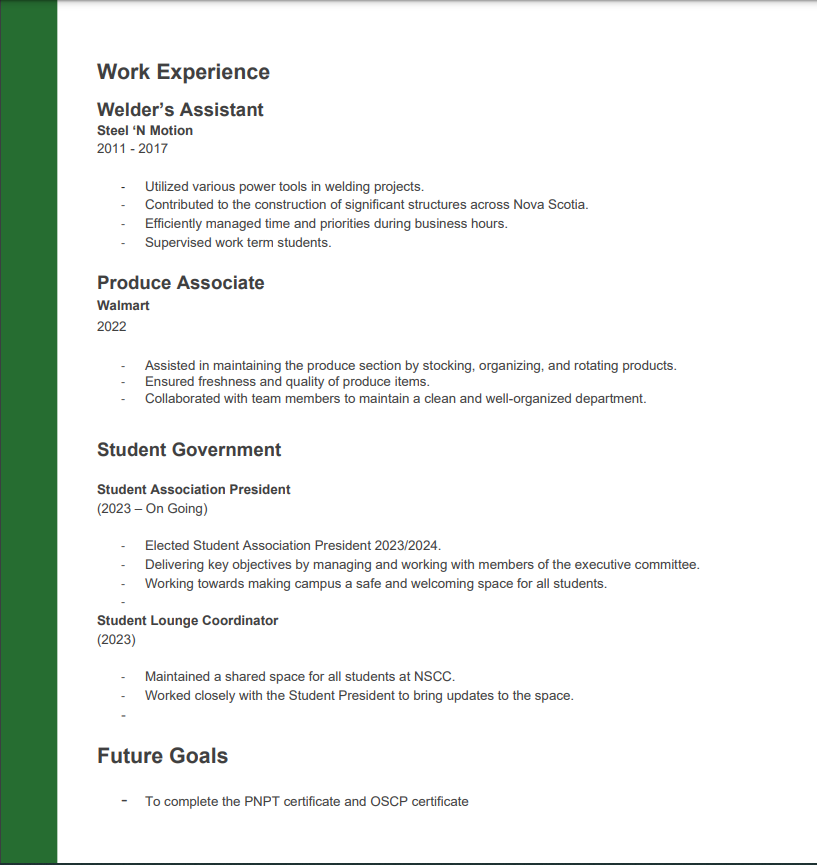 Work Experience
Welder’s Assistant
Steel ‘N Motion
2011 - 2017
- Utilized various power tools in welding projects.
- Contributed to the construction of significant structures across Nova Scotia.
- Efficiently managed time and priorities during business hours.
- Supervised work term students.
Produce Associate
Walmart
2022
- Assisted in maintaining the produce section by stocking, organizing, and rotating products.
- Ensured freshness and quality of produce items.
- Collaborated with team members to maintain a clean and well-organized department.
Student Government
Student Association President
(2023 – On Going)
- Elected Student Association President 2023/2024.
- Delivering key objectives by managing and working with members of the executive committee.
- Working towards making campus a safe and welcoming space for all students.
-
Student Lounge Coordinator
(2023)
- Maintained a shared space for all students at NSCC.
- Worked closely with the Student President to bring updates to the space.
-
Future Goals
- To complete the PNPT certificate and OSCP certificate